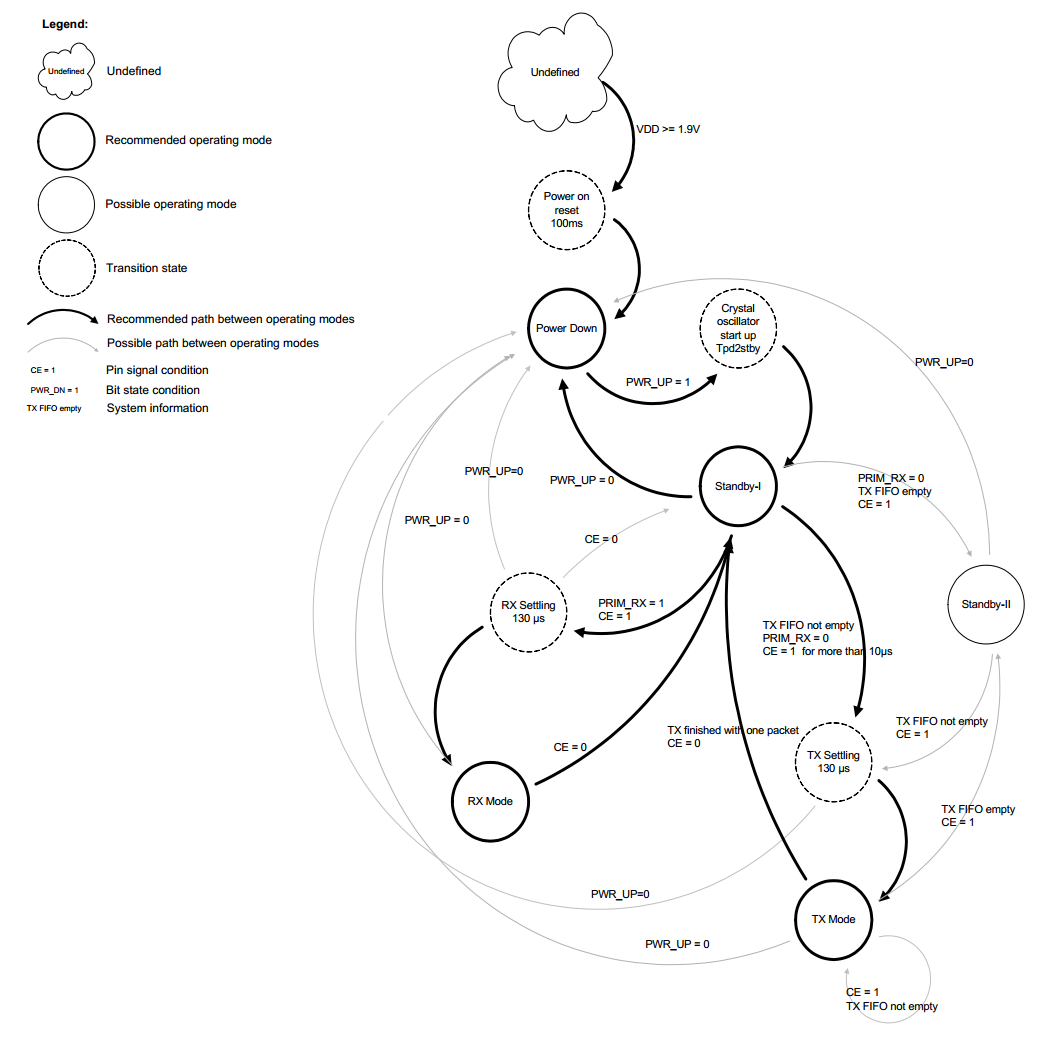 Legend:
Undefined
Undefined
Recommended operating mode
Possible operating mode
Transition state
Recommended path between operating modes
Possible path between operating modes
CE = 1
Pin signal condition
PWR_DN = 1
Bit state condition
TX FIFO empty
System information
Undefined
VDD >= 1.9V
Power on
reset
100ms
Power Down
Crystal
oscillator
start up
Tpd2stby
PWR_UP = 1
PWR_UP=0
PWR_UP=0
PWR_UP = 0
Standby-I
PRIM_RX = 0
TX FIFO empty
CE = 1
PWR_UP = 0
CE = 0
RX Settling
130 µs
PRIM_RX = 1
CE = 1
Standby-II
TX FIFO not empty
PRIM_RX = 0
CE = 1 for more than 10µs
TX FIFO not empty
CE = 1
TX finished with one packet
CE = 0
CE = 0
TX Settling
130 µs
RX Mode
TX FIFO empty
CE = 1
PWR_UP=0
TX Mode
PWR_UP = 0
CE = 1
TX FIFO not empty